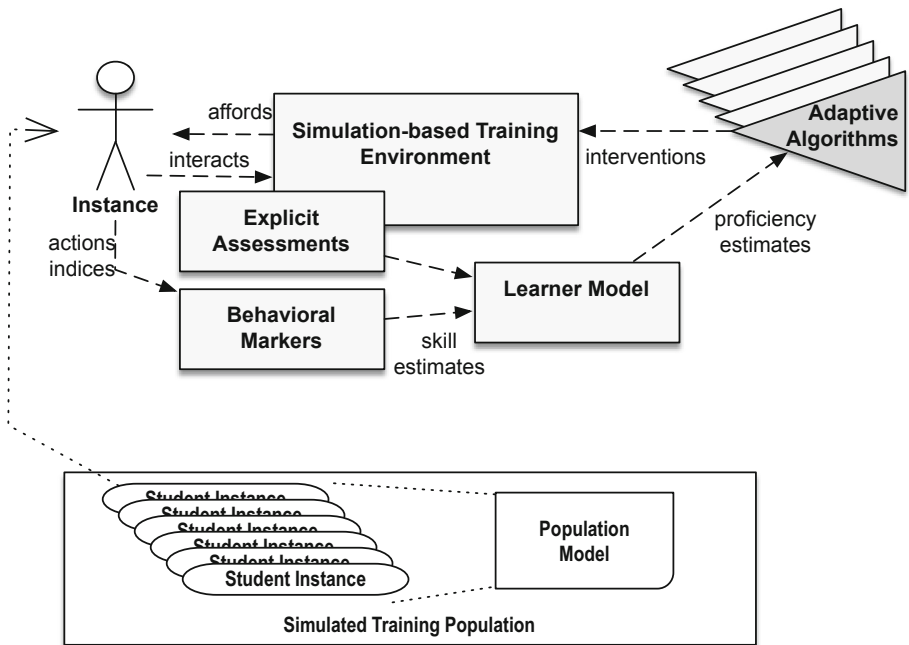 affords
Simulation-based Training
Environment
Adaptive
Algorithms
interacts
interventions
Instance
Explicit
Assessments
actions
indices
proficiency
estimates
Learner Model
Behavioral
Markers
skill
estimates
Student Instance
Student Instance
Student Instance
Student Instance
Student Instance
Student Instance
Population
Model
Simulated Training Population